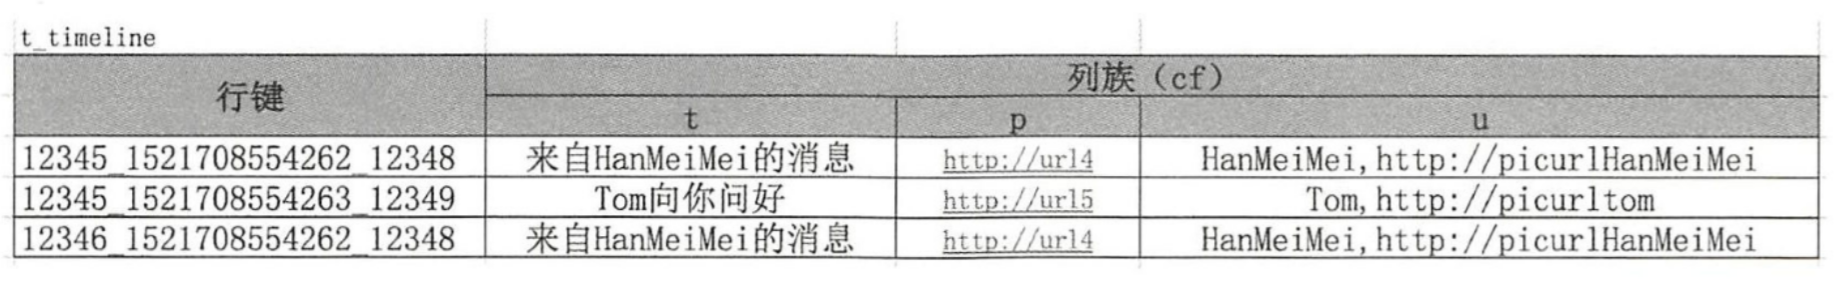 t_timeline
行键 列族（cf）
t p u
12345_1521708554262_12348 来自HanMeiMei的消息 http://url4 HanMeiMei,http://picurlHanMeiMei
12345_1521708554263_12349 Tom向你问好 http://url5 Tom,http://picurltom
12346_1521708554262_12348 来自HanMeiMei的消息 http://url4 HanMeiMei,http://picurlHanMeiMei